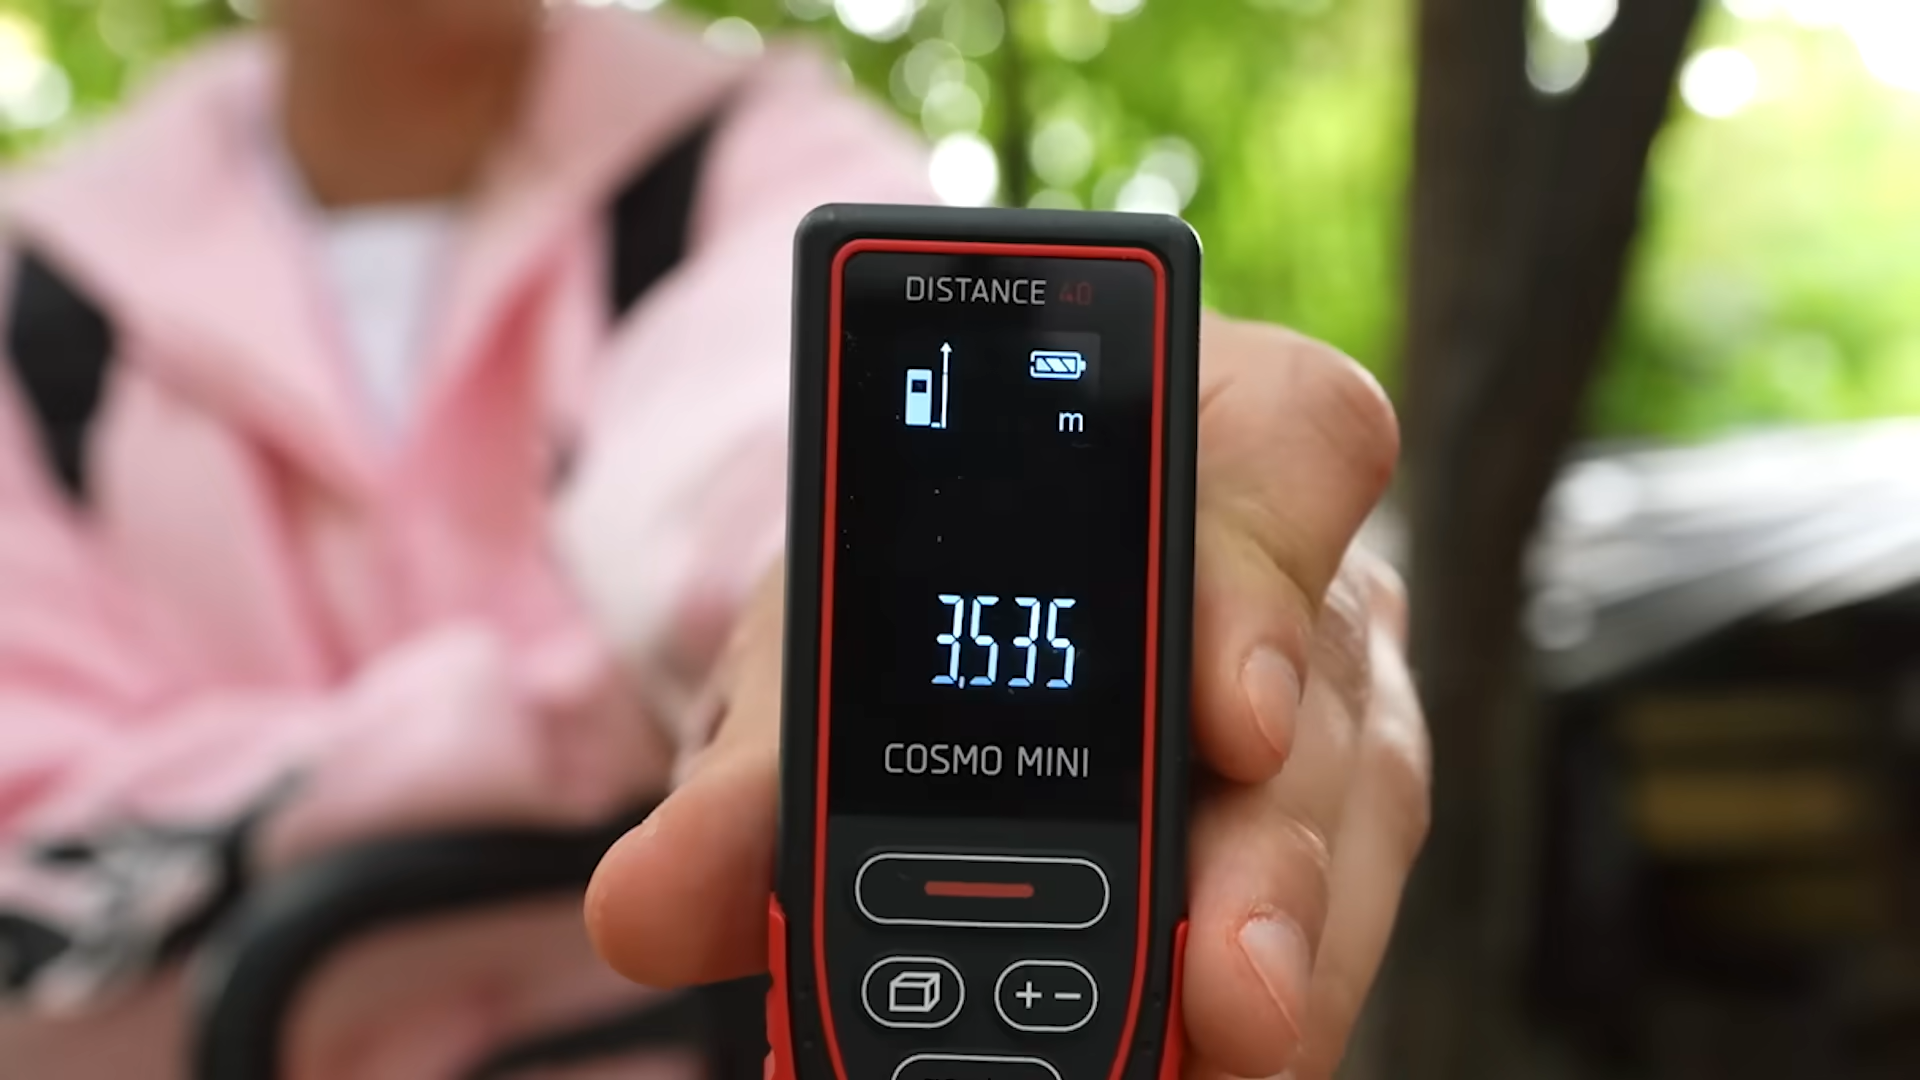 DISTANCE 40
m
3,535
COSMO MINI
+ −